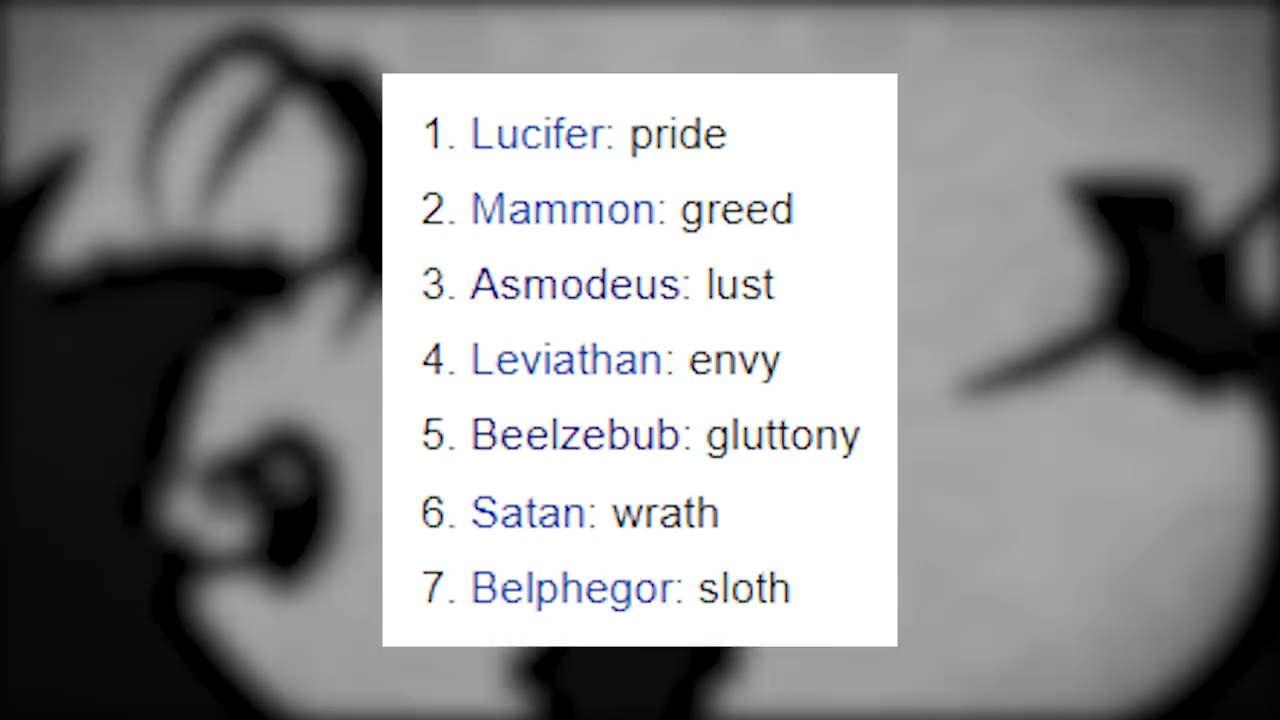 1. Lucifer: pride
2. Mammon: greed
3. Asmodeus: lust
4. Leviathan: envy
5. Beelzebub: gluttony
6. Satan: wrath
7. Belphegor: sloth